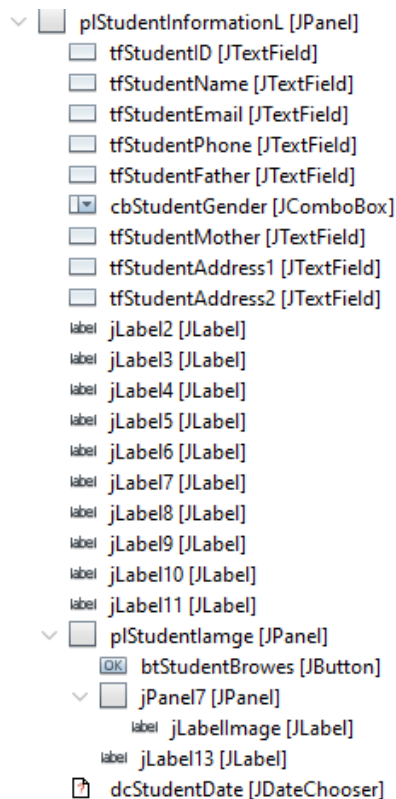 plStudentInformationL [JPanel]
tfStudentID [JTextField]
tfStudentName [JTextField]
tfStudentEmail [JTextField]
tfStudentPhone [JTextField]
tfStudentFather [JTextField]
cbStudentGender [JComboBox]
tfStudentMother [JTextField]
tfStudentAddress1 [JTextField]
tfStudentAddress2 [JTextField]
label jLabel2 [JLabel]
label jLabel3 [JLabel]
label jLabel4 [JLabel]
label jLabel5 [JLabel]
label jLabel6 [JLabel]
label jLabel7 [JLabel]
label jLabel8 [JLabel]
label jLabel9 [JLabel]
label jLabel10 [JLabel]
label jLabel11 [JLabel]
plStudentIamge [JPanel]
OK btStudentBrowes [JButton]
jPanel7 [JPanel]
label jLabelImage [JLabel]
label jLabel13 [JLabel]
? dcStudentDate [JDateChooser]